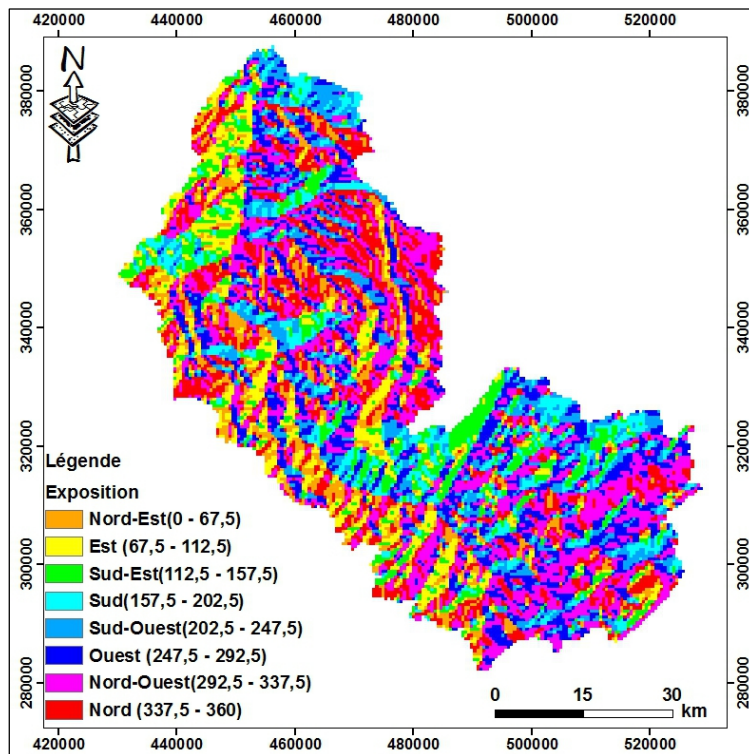 420000 440000 460000 480000 500000 520000
380000 380000
360000 360000
340000 340000
320000 320000
300000 300000
280000 280000
N
Légende
Exposition
Nord-Est(0 - 67,5)
Est (67,5 - 112,5)
Sud-Est(112,5 - 157,5)
Sud(157,5 - 202,5)
Sud-Ouest(202,5 - 247,5)
Ouest (247,5 - 292,5)
Nord-Ouest(292,5 - 337,5)
Nord (337,5 - 360)
0 15 30
km
420000 440000 460000 480000 500000 520000